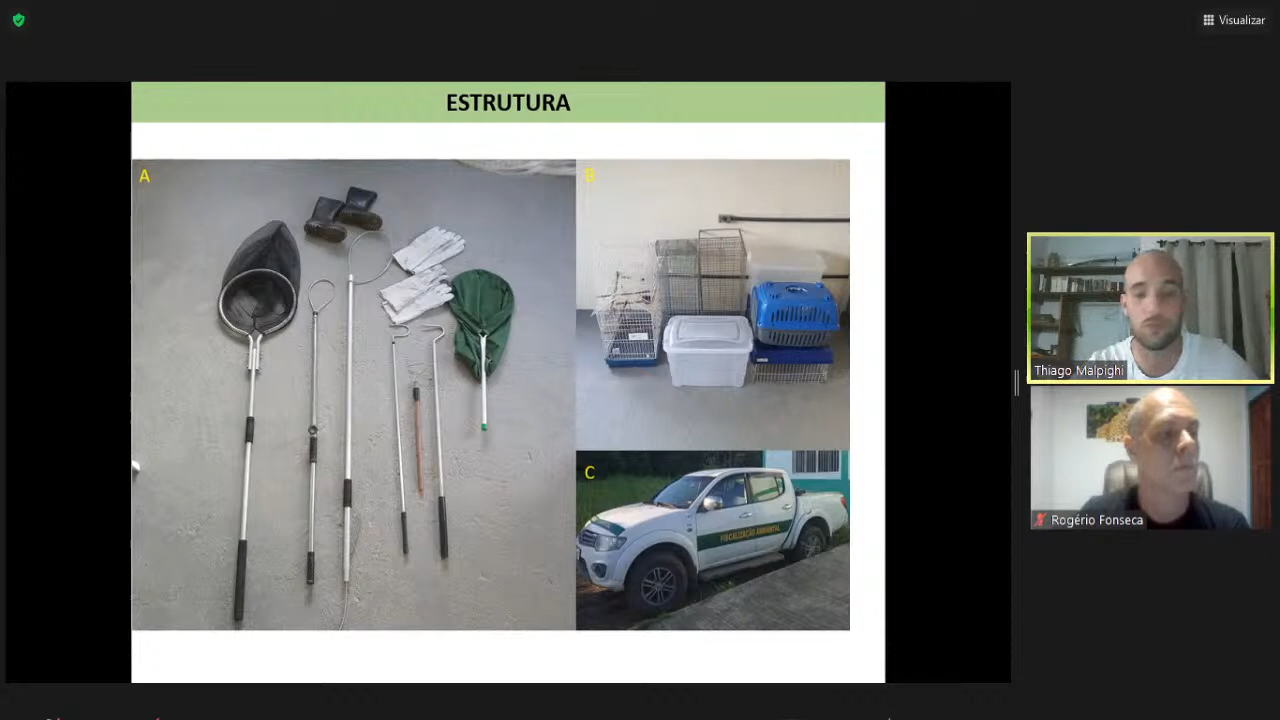 Visualizar
ESTRUTURA
A
B
C
FISCALIZAÇÃO AMBIENTAL
Thiago Malpighi
Rogério Fonseca